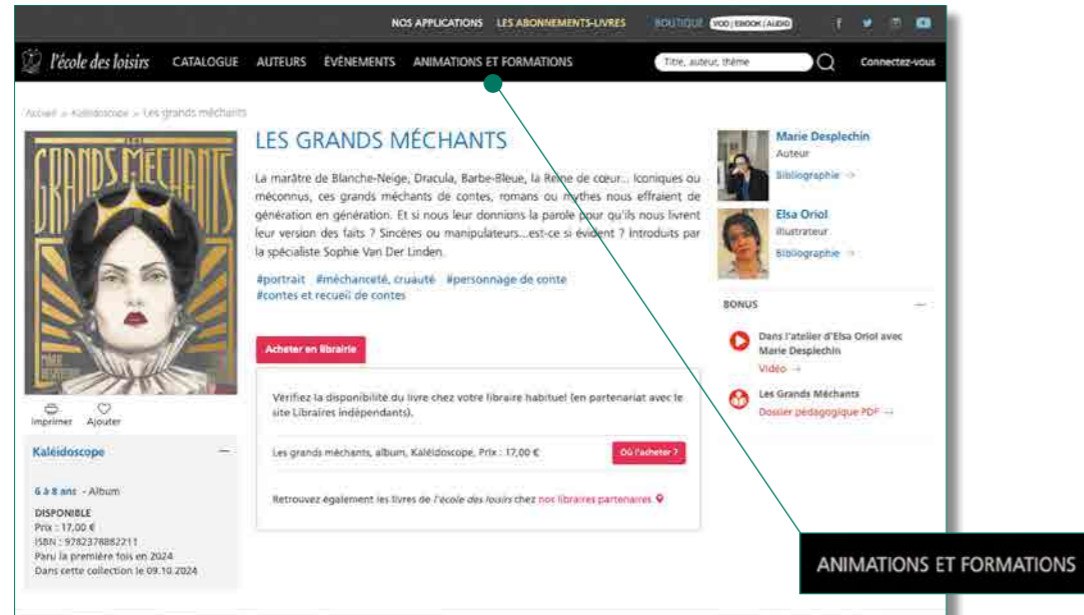 NOS APPLICATIONS LES ABONNEMENTS-LIVRES BOUTIQUE VOD | EBOOK | AUDIO
l'école des loisirs CATALOGUE AUTEURS ÉVÉNEMENTS ANIMATIONS ET FORMATIONS Titre, auteur, thème Connectez-vous
Accueil > Kaléidoscope > Les grands méchants
LES
GRANDS MÉCHANTS
MARIE
DESPLECHIN
Imprimer Ajouter
Kaléidoscope
6 à 8 ans - Album
DISPONIBLE
Prix : 17,00 €
ISBN : 9782378882211
Paru la première fois en 2024
Dans cette collection le 09.10.2024
LES GRANDS MÉCHANTS
La marâtre de Blanche-Neige, Dracula, Barbe-Bleue, la Reine de cœur... Iconiques ou
méconnus, ces grands méchants de contes, romans ou mythes nous effraient de
génération en génération. Et si nous leur donnions la parole pour qu'ils nous livrent
leur version des faits ? Sincères ou manipulateurs...est-ce si évident ? Introduits par
la spécialiste Sophie Van Der Linden.
#portrait #méchanceté, cruauté #personnage de conte
#contes et recueil de contes
Acheter en librairie
Vérifiez la disponibilité du livre chez votre libraire habituel (en partenariat avec le
site Libraires indépendants).
Les grands méchants, album, Kaléidoscope, Prix : 17,00 € Où l'acheter ?
Retrouvez également les livres de l'école des loisirs chez nos libraires partenaires
Marie Desplechin
Auteur
Bibliographie →
Elsa Oriol
Illustrateur
Bibliographie →
BONUS
Dans l'atelier d'Elsa Oriol avec
Marie Desplechin
Vidéo →
Les Grands Méchants
Dossier pédagogique PDF →
ANIMATIONS ET FORMATIONS